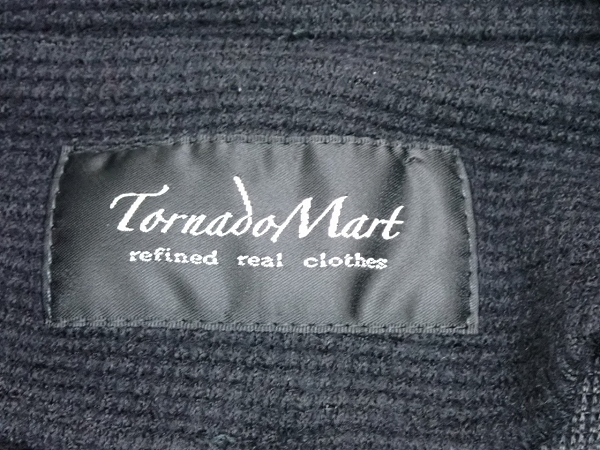 TornadoMart
refined real clothes